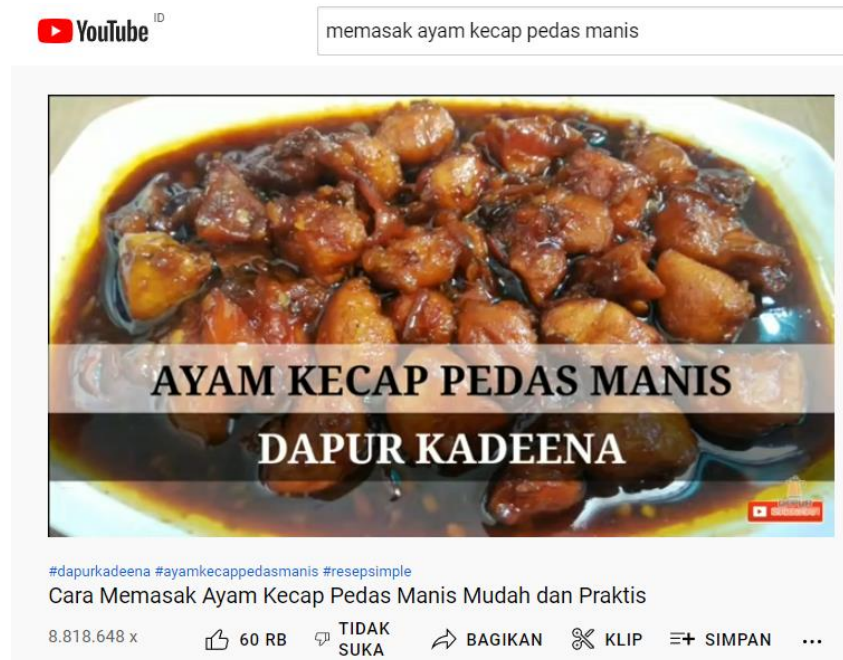 YouTube ID
memasak ayam kecap pedas manis
AYAM KECAP PEDAS MANIS
DAPUR KADEENA
#dapurkadeena #ayamkecappedasmanis #resepsimple
Cara Memasak Ayam Kecap Pedas Manis Mudah dan Praktis
8.818.648 x
60 RB
TIDAK
SUKA
BAGIKAN
KLIP
SIMPAN